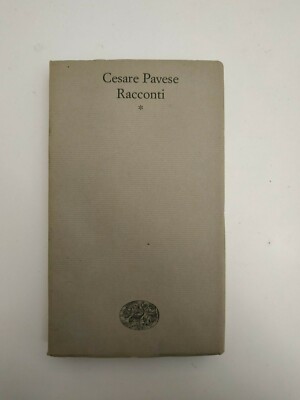 Cesare Pavese
Racconti
*